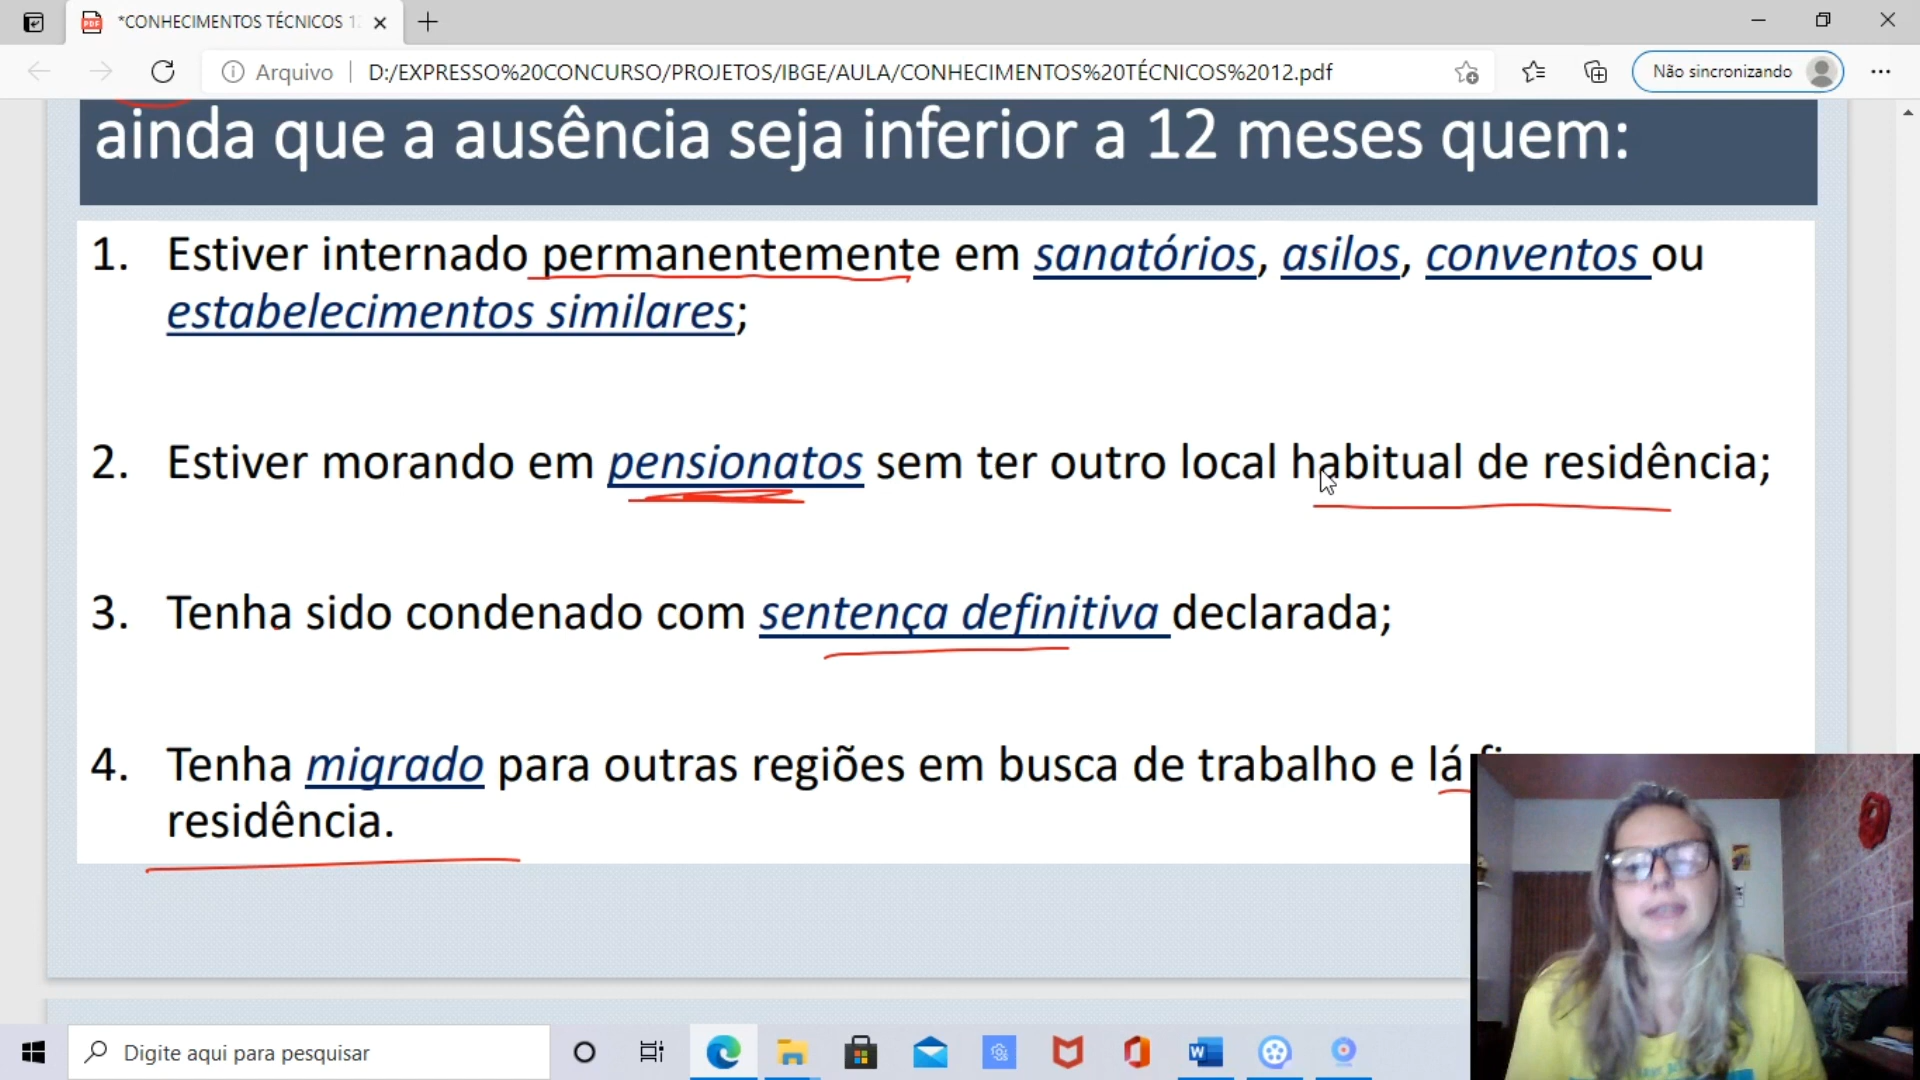 *CONHECIMENTOS TÉCNICOS 1
Arquivo
D:/EXPRESSO%20CONCURSO/PROJETOS/IBGE/AULA/CONHECIMENTOS%20TÉCNICOS%2012.pdf
Não sincronizando
ainda que a ausência seja inferior a 12 meses quem:
1. Estiver internado permanentemente em sanatórios, asilos, conventos ou
estabelecimentos similares;
2. Estiver morando em pensionatos sem ter outro local habitual de residência;
3. Tenha sido condenado com sentença definitiva declarada;
4. Tenha migrado para outras regiões em busca de trabalho e lá
residência.
Digite aqui para pesquisar